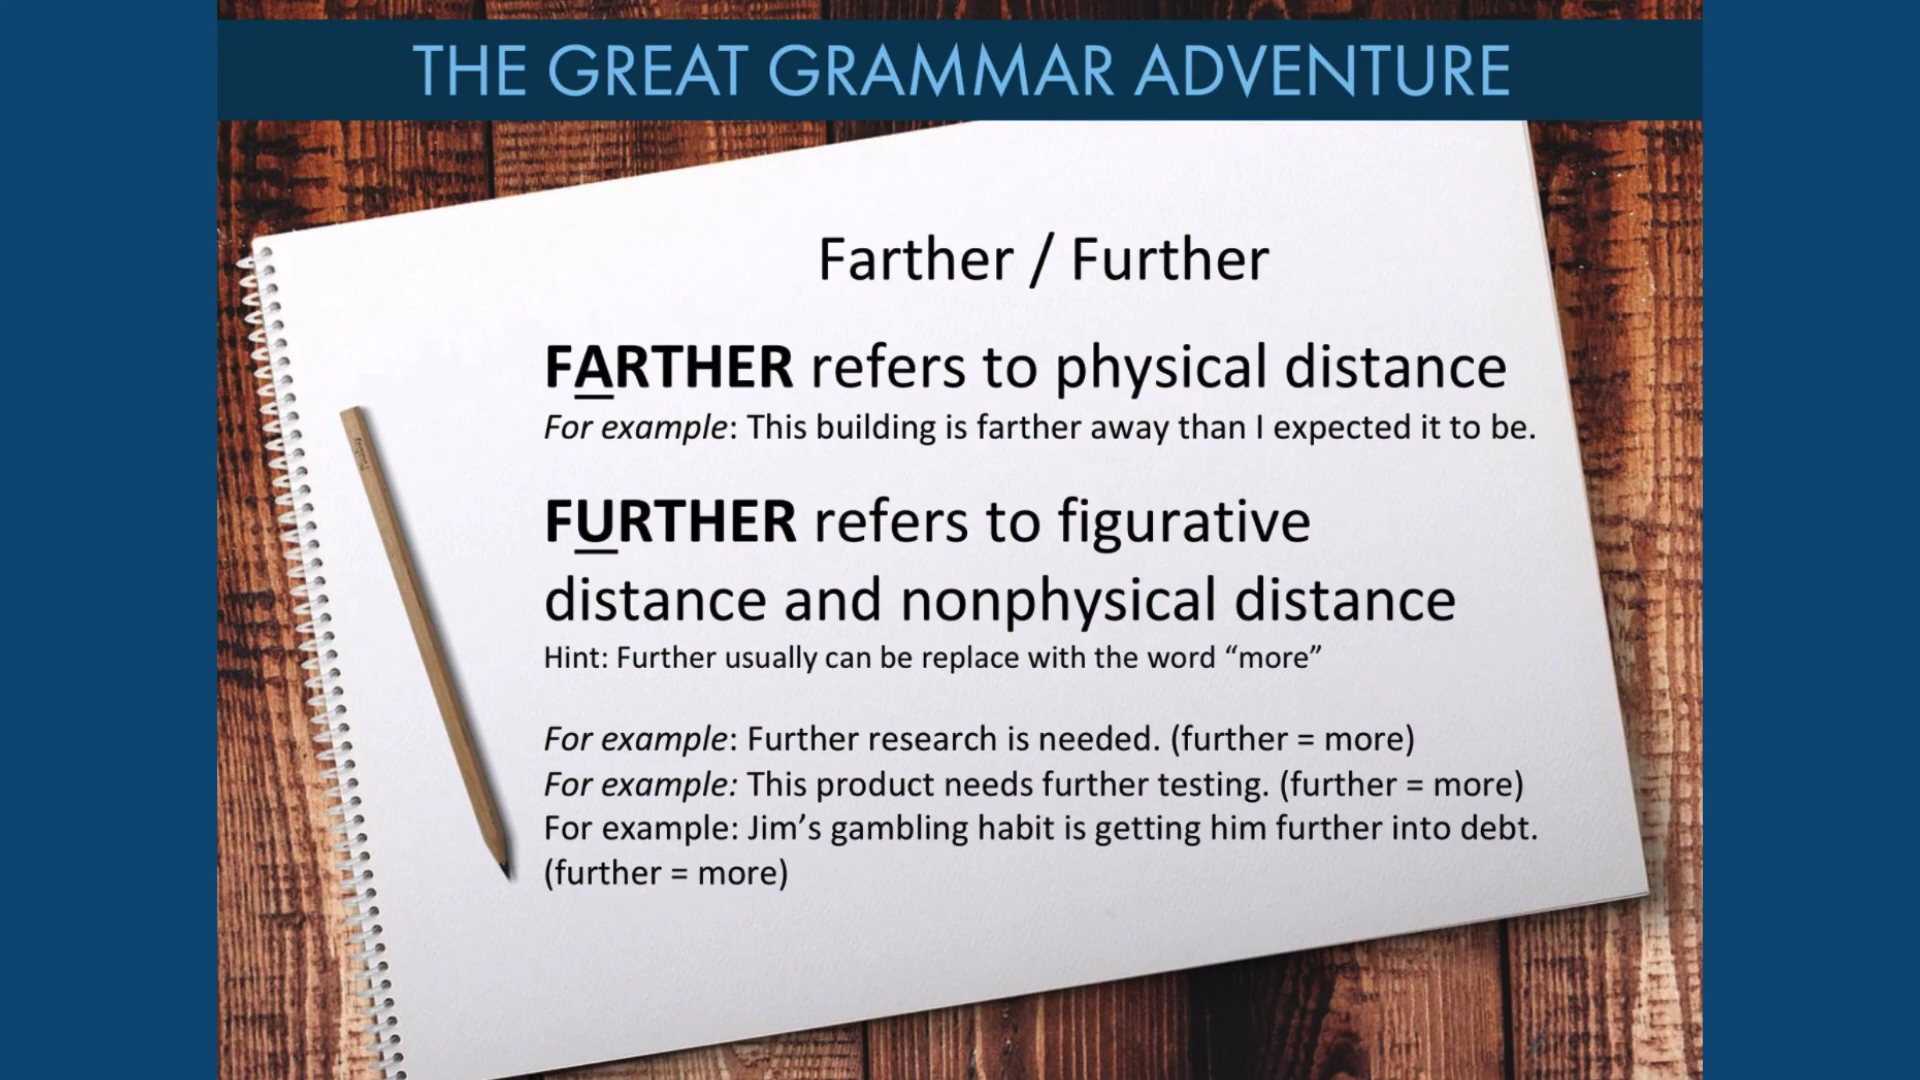 THE GREAT GRAMMAR ADVENTURE
Farther / Further
FARTHER refers to physical distance
For example: This building is farther away than I expected it to be.
FURTHER refers to figurative
distance and nonphysical distance
Hint: Further usually can be replace with the word “more”
For example: Further research is needed. (further = more)
For example: This product needs further testing. (further = more)
For example: Jim’s gambling habit is getting him further into debt.
(further = more)